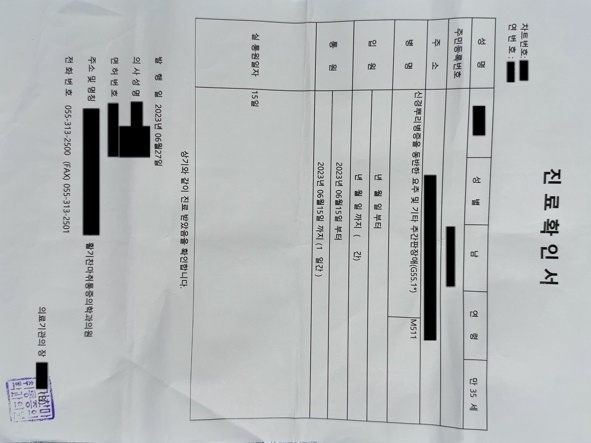 차트번호:
연 번호:
진 료 확 인 서
성 명 성 별 남 연 령 만 35 세
주민등록번호
주 소
병 명 신경뿌리병증을 동반한 요추 및 기타 추간판장애(G55.1*) M511
입 원 년 월 일 부터
년 월 일 까지 ( 간)
통 원 2023년 06월15일 부터
2023년 06월15일 까지 (1 일간)
실 통원일자 15일
상기와 같이 진료 받았음을 확인합니다.
발 행 일 2023년 06월27일
의 사 성 명
면 허 번 호
주소 및 명칭 활기찬마취통증의학과의원
전 화 번 호 055-313-2500 (FAX) 055-313-2501
의료기관의 장